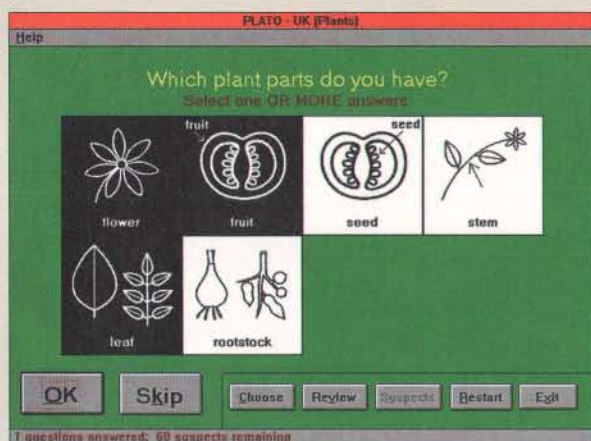 PLATO - UK (Plants)
Help
Which plant parts do you have?
Select one OR MORE answers:
flower
fruit
fruit
seed
seed
stem
leaf
rootstock
OK
Skip
Choose
Review
Suspects
Restart
Exit
1 questions answered; 60 suspects remaining